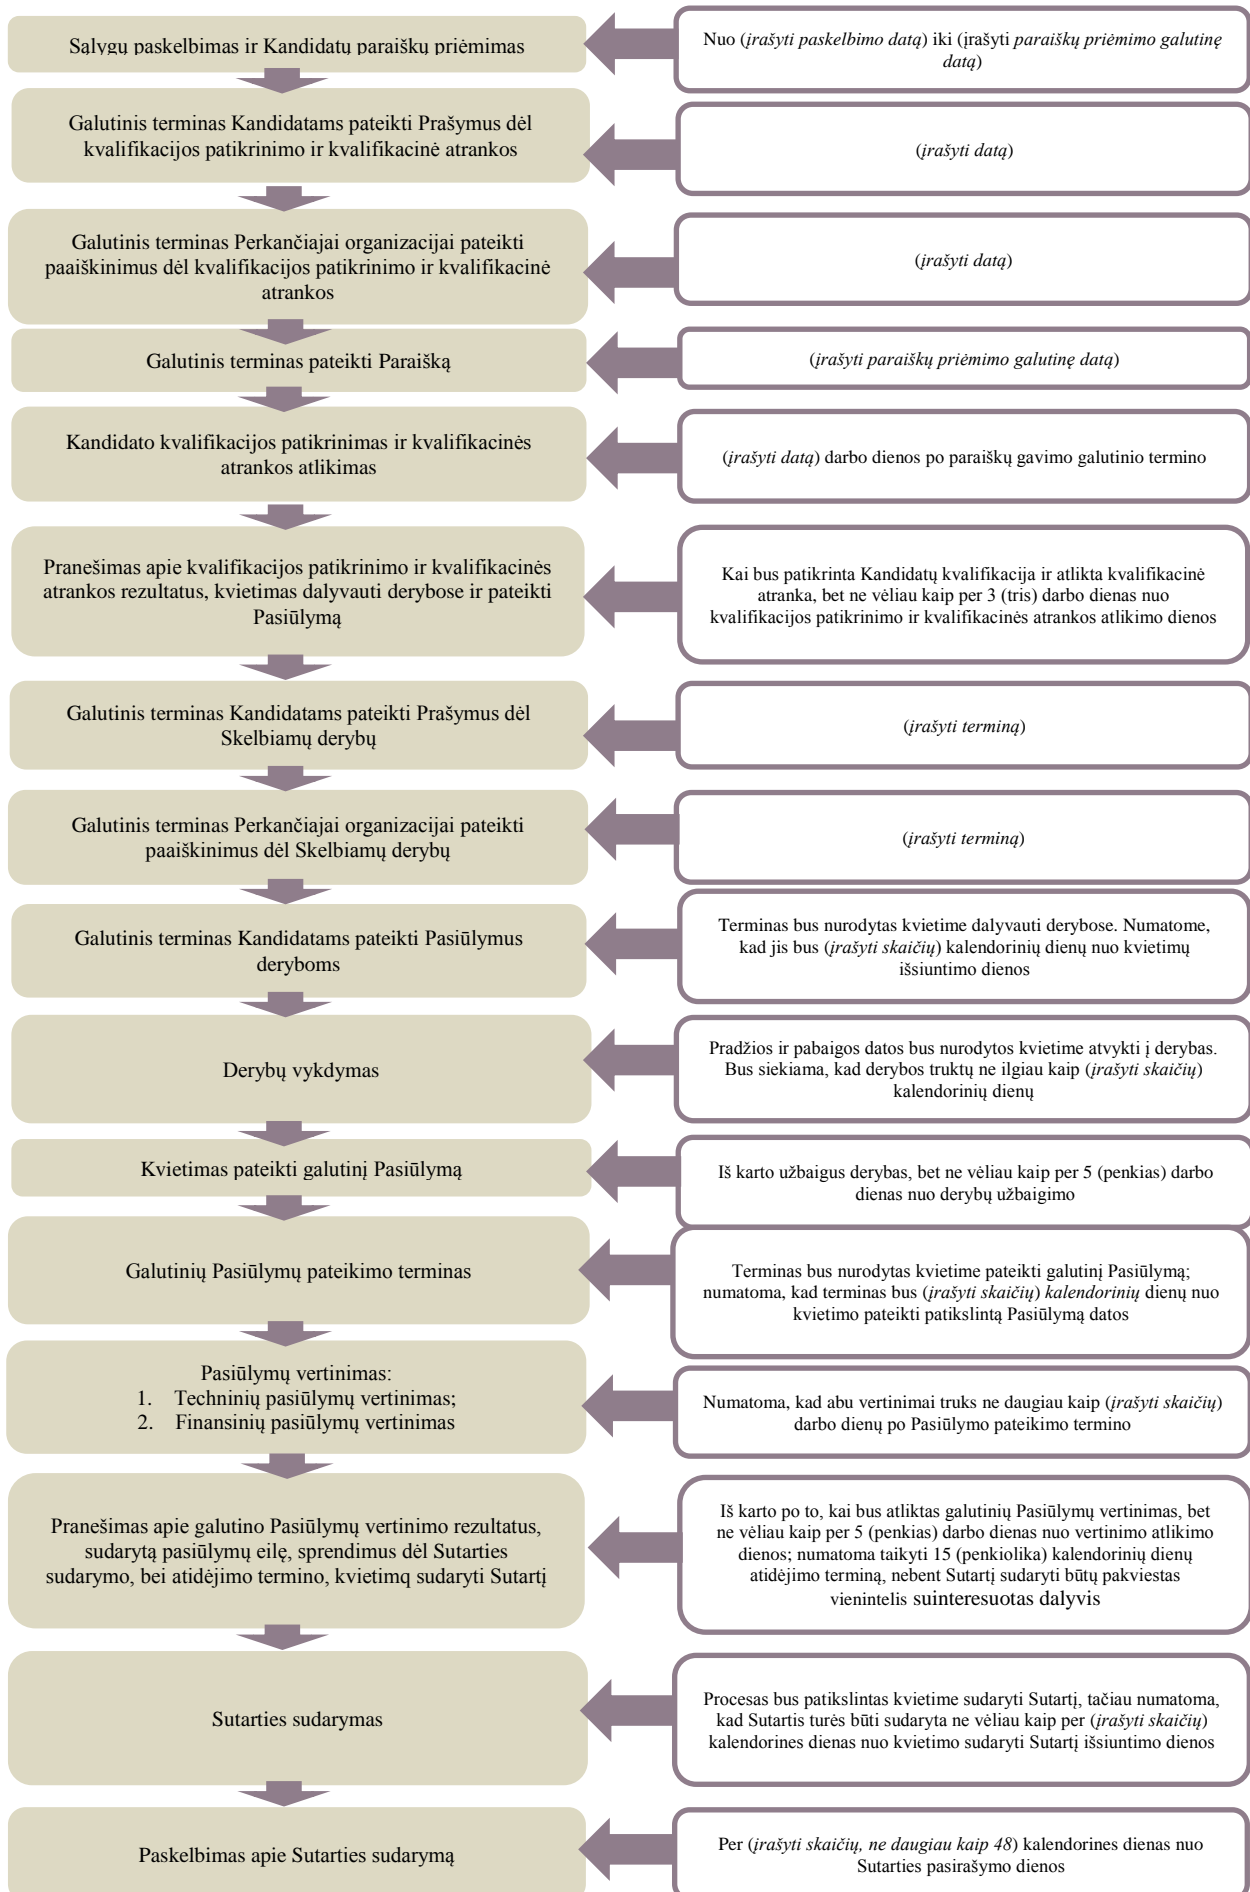 Sąlygų paskelbimas ir Kandidatų paraiškų priėmimas
Nuo (įrašyti paskelbimo datą) iki (įrašyti paraiškų priėmimo galutinę
datą)
Galutinis terminas Kandidatams pateikti Prašymus dėl
kvalifikacijos patikrinimo ir kvalifikacinė atrankos
(įrašyti datą)
Galutinis terminas Perkančiajai organizacijai pateikti
paaiškinimus dėl kvalifikacijos patikrinimo ir kvalifikacinė
atrankos
(įrašyti datą)
Galutinis terminas pateikti Paraišką
(įrašyti paraiškų priėmimo galutinę datą)
Kandidato kvalifikacijos patikrinimas ir kvalifikacinės
atrankos atlikimas
(įrašyti datą) darbo dienos po paraiškų gavimo galutinio termino
Pranešimas apie kvalifikacijos patikrinimo ir kvalifikacinės
atrankos rezultatus, kvietimas dalyvauti derybose ir pateikti
Pasiūlymą
Kai bus patikrinta Kandidatų kvalifikacija ir atlikta kvalifikacinė
atranka, bet ne vėliau kaip per 3 (tris) darbo dienas nuo
kvalifikacijos patikrinimo ir kvalifikacinės atrankos atlikimo dienos
Galutinis terminas Kandidatams pateikti Prašymus dėl
Skelbiamų derybų
(įrašyti terminą)
Galutinis terminas Perkančiajai organizacijai pateikti
paaiškinimus dėl Skelbiamų derybų
(įrašyti terminą)
Galutinis terminas Kandidatams pateikti Pasiūlymus
deryboms
Terminas bus nurodytas kvietime dalyvauti derybose. Numatome,
kad jis bus (įrašyti skaičių) kalendorinių dienų nuo kvietimų
išsiuntimo dienos
Derybų vykdymas
Pradžios ir pabaigos datos bus nurodytos kvietime atvykti į derybas.
Bus siekiama, kad derybos truktų ne ilgiau kaip (įrašyti skaičių)
kalendorinių dienų
Kvietimas pateikti galutinį Pasiūlymą
Iš karto užbaigus derybas, bet ne vėliau kaip per 5 (penkias) darbo
dienas nuo derybų užbaigimo
Galutinių Pasiūlymų pateikimo terminas
Terminas bus nurodytas kvietime pateikti galutinį Pasiūlymą;
numatoma, kad terminas bus (įrašyti skaičių) kalendorinių dienų nuo
kvietimo pateikti patikslintą Pasiūlymą datos
Pasiūlymų vertinimas:
1. Techninių pasiūlymų vertinimas;
2. Finansinių pasiūlymų vertinimas
Numatoma, kad abu vertinimai truks ne daugiau kaip (įrašyti skaičių)
darbo dienų po Pasiūlymo pateikimo termino
Pranešimas apie galutino Pasiūlymų vertinimo rezultatus,
sudarytą pasiūlymų eilę, sprendimus dėl Sutarties
sudarymo, bei atidėjimo termino, kvietimą sudaryti Sutartį
Iš karto po to, kai bus atliktas galutinių Pasiūlymų vertinimas, bet
ne vėliau kaip per 5 (penkias) darbo dienas nuo vertinimo atlikimo
dienos; numatoma taikyti 15 (penkiolika) kalendorinių dienų
atidėjimo terminą, nebent Sutartį sudaryti būtų pakviestas
vienintelis suinteresuotas dalyvis
Sutarties sudarymas
Procesas bus patikslintas kvietime sudaryti Sutartį, tačiau numatoma,
kad Sutartis turės būti sudaryta ne vėliau kaip per (įrašyti skaičių)
kalendorines dienas nuo kvietimo sudaryti Sutartį išsiuntimo dienos
Paskelbimas apie Sutarties sudarymą
Per (įrašyti skaičių, ne daugiau kaip 48) kalendorines dienas nuo
Sutarties pasirašymo dienos